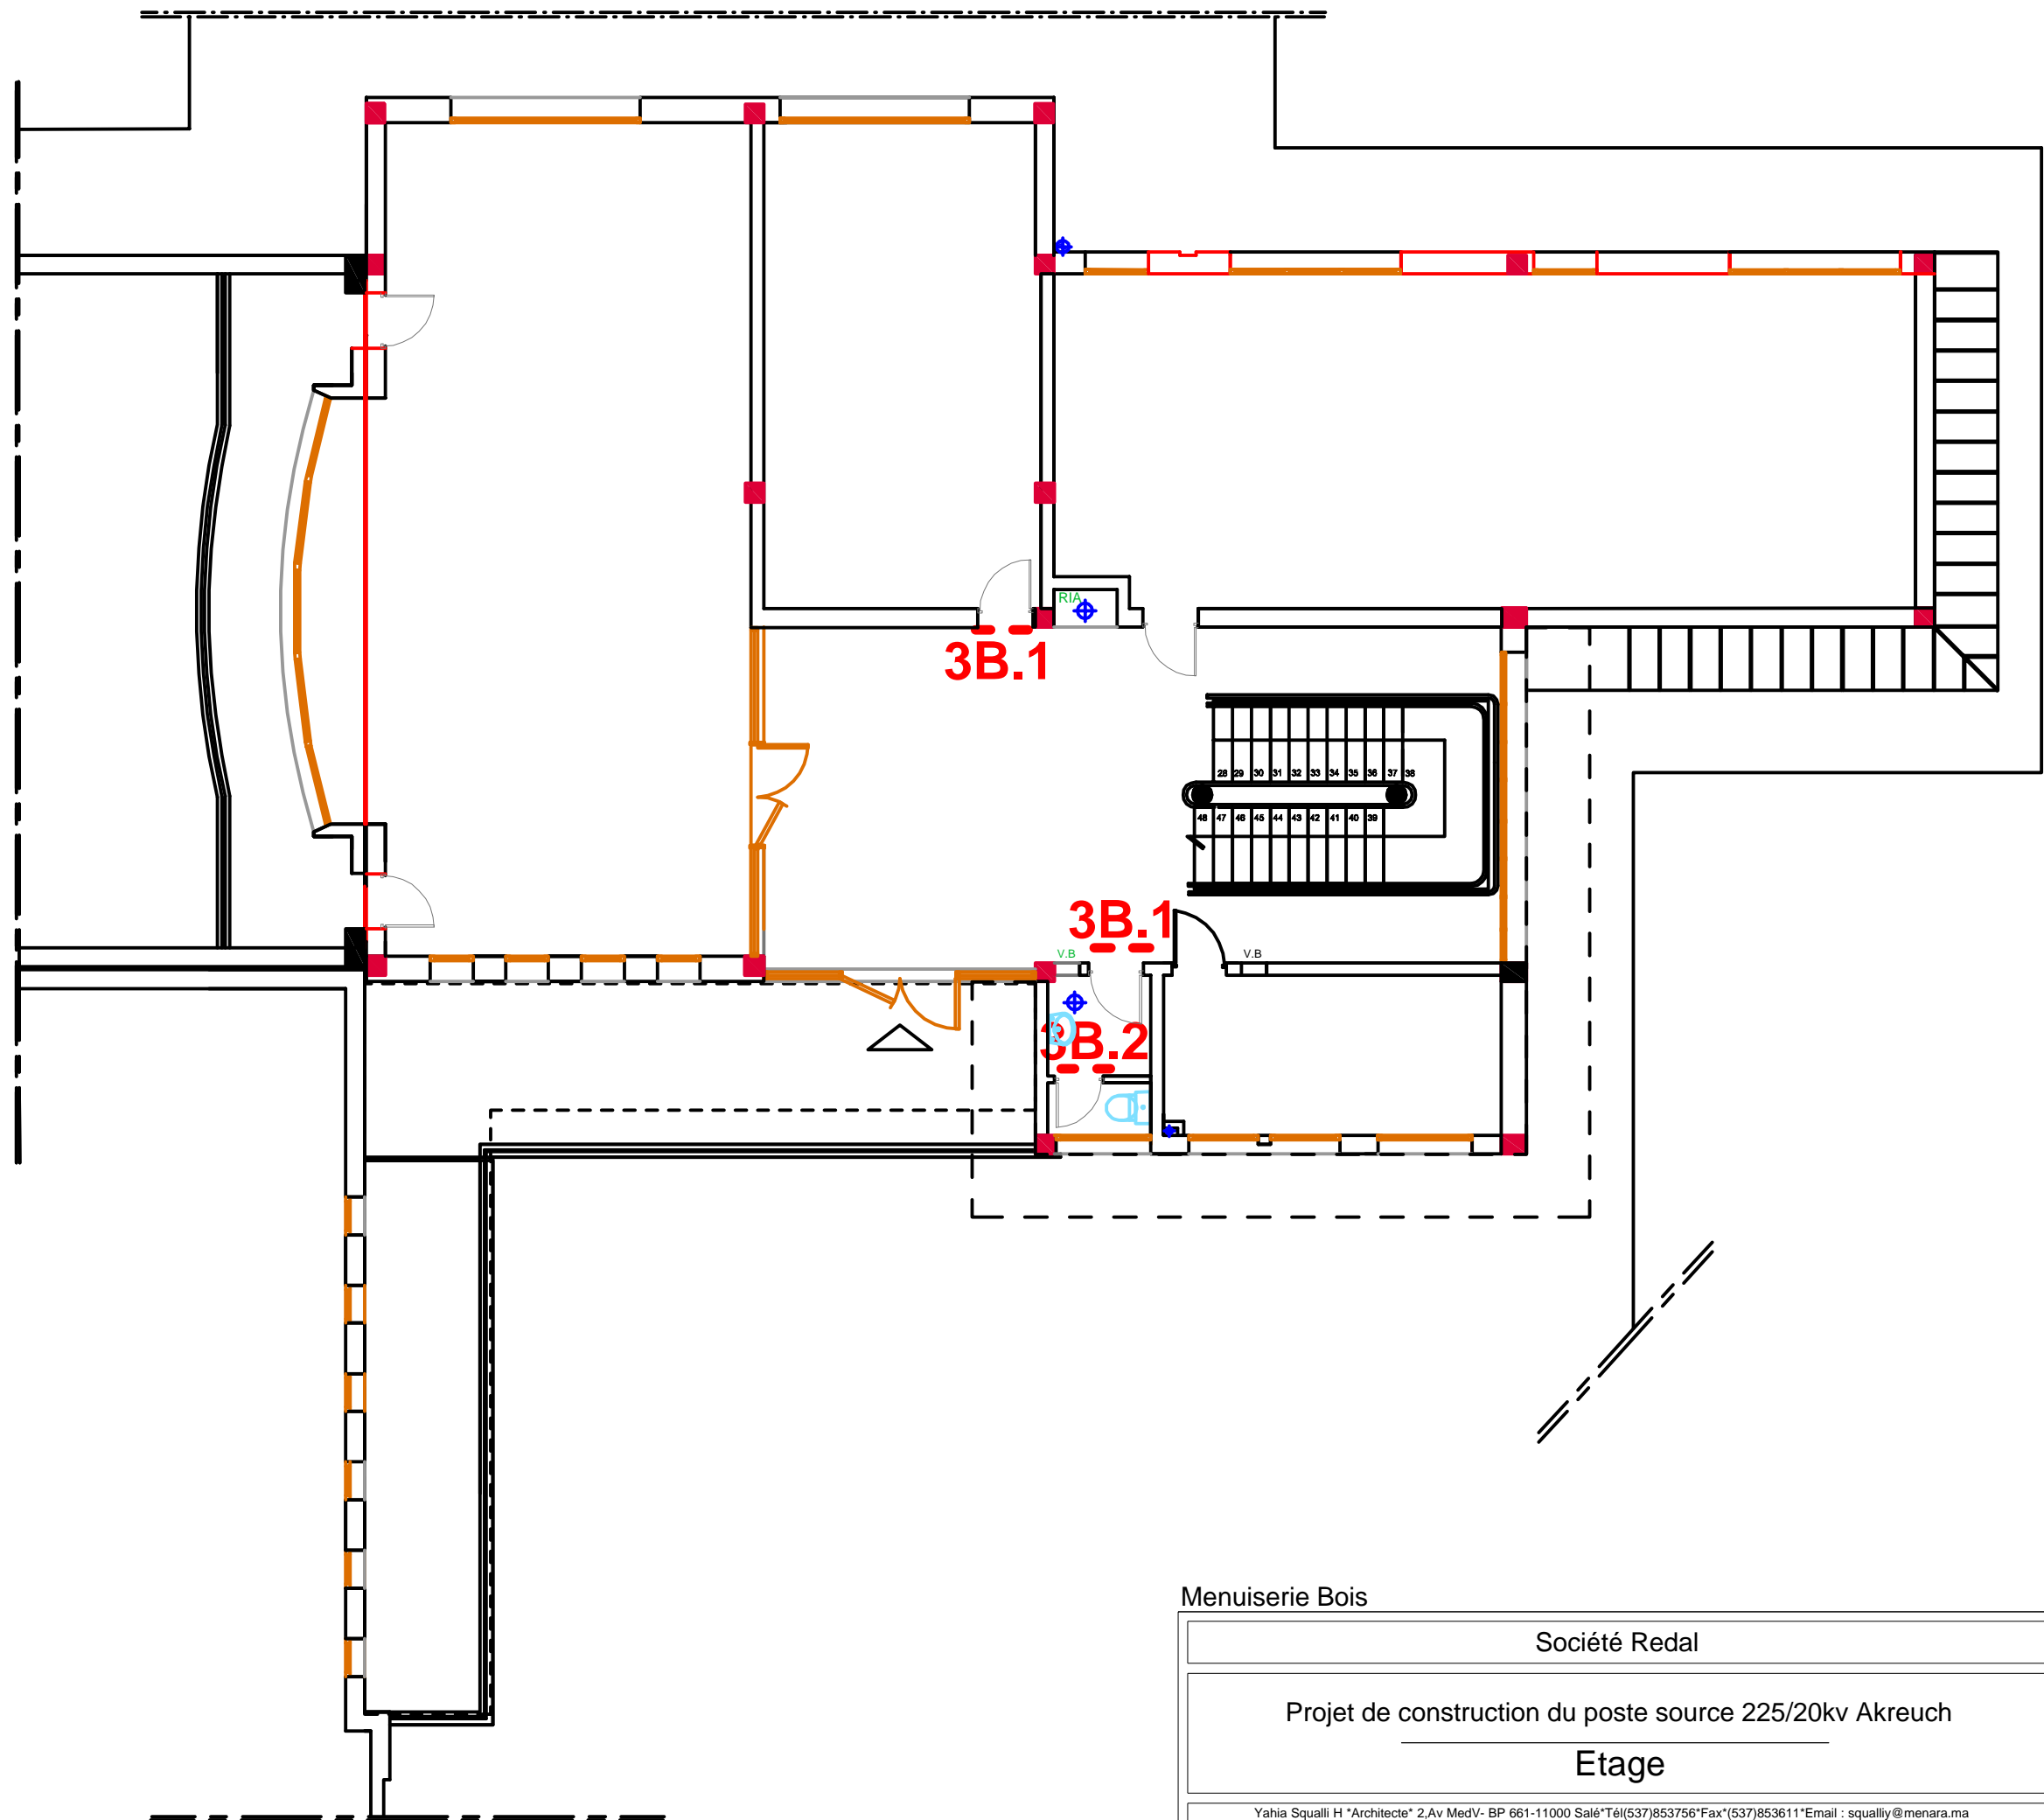 RIA
3B.1
28 29 30 31 32 33 34 35 36 37 38
48 47 46 45 44 43 42 41 40 39
3B.1
V.B
V.B
3B.2
Menuiserie Bois
Société Redal
Projet de construction du poste source 225/20kv Akreuch
Etage
Yahia Squalli H *Architecte* 2,Av MedV- BP 661-11000 Salé*Tél(537)853756*Fax*(537)853611*Email : squalliy@menara.ma